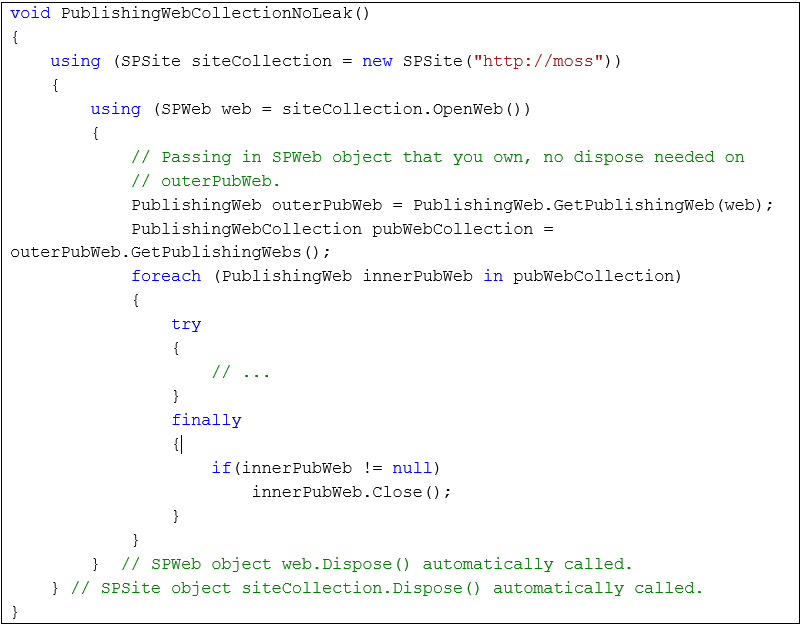 void PublishingWebCollectionNoLeak()
{
    using (SPSite siteCollection = new SPSite("http://moss"))
    {
        using (SPWeb web = siteCollection.OpenWeb())
        {
            // Passing in SPWeb object that you own, no dispose needed on
            // outerPubWeb.
            PublishingWeb outerPubWeb = PublishingWeb.GetPublishingWeb(web);
            PublishingWebCollection pubWebCollection =
outerPubWeb.GetPublishingWebs();
            foreach (PublishingWeb innerPubWeb in pubWebCollection)
            {
                try
                {
                    // ...
                }
                finally
                {
                    if(innerPubWeb != null)
                        innerPubWeb.Close();
                }
            }
        }  // SPWeb object web.Dispose() automatically called.
    } // SPSite object siteCollection.Dispose() automatically called.
}